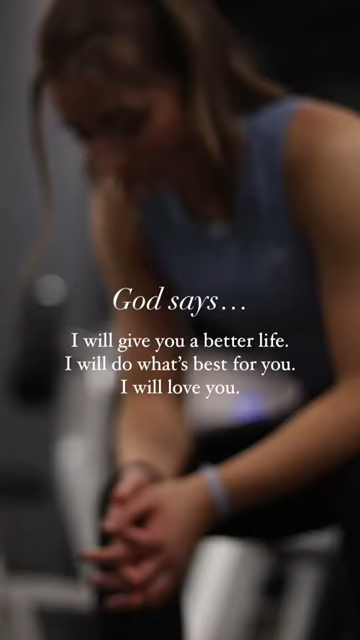 God says...
I will give you a better life.
I will do what's best for you.
I will love you.